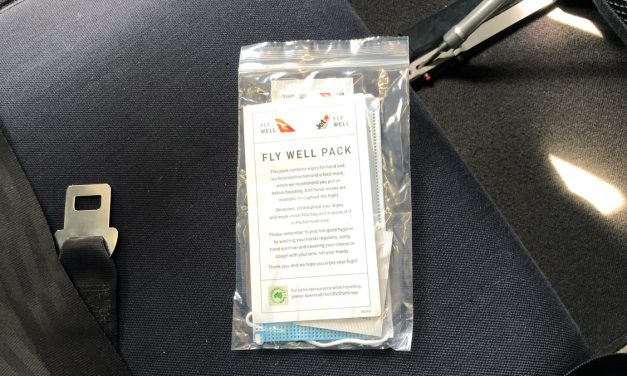 FLY WELL
Jet FLY WELL
FLY WELL PACK
This pack contains wipes for hand and
surface sanitisation and a face mask,
which we recommend you put on
before boarding. Additional masks are
available throughout the flight.
On arrival, please place your wipes
and mask inside this bag and dispose of it
in the terminal bins.
Please remember to practise good hygiene
by washing your hands regularly, using
hand sanitiser and covering your sneeze or
cough with your arm, not your hands.
Thank you, and we hope you enjoy your flight.
For extra reassurance while travelling,
please download the COVIDSafe app